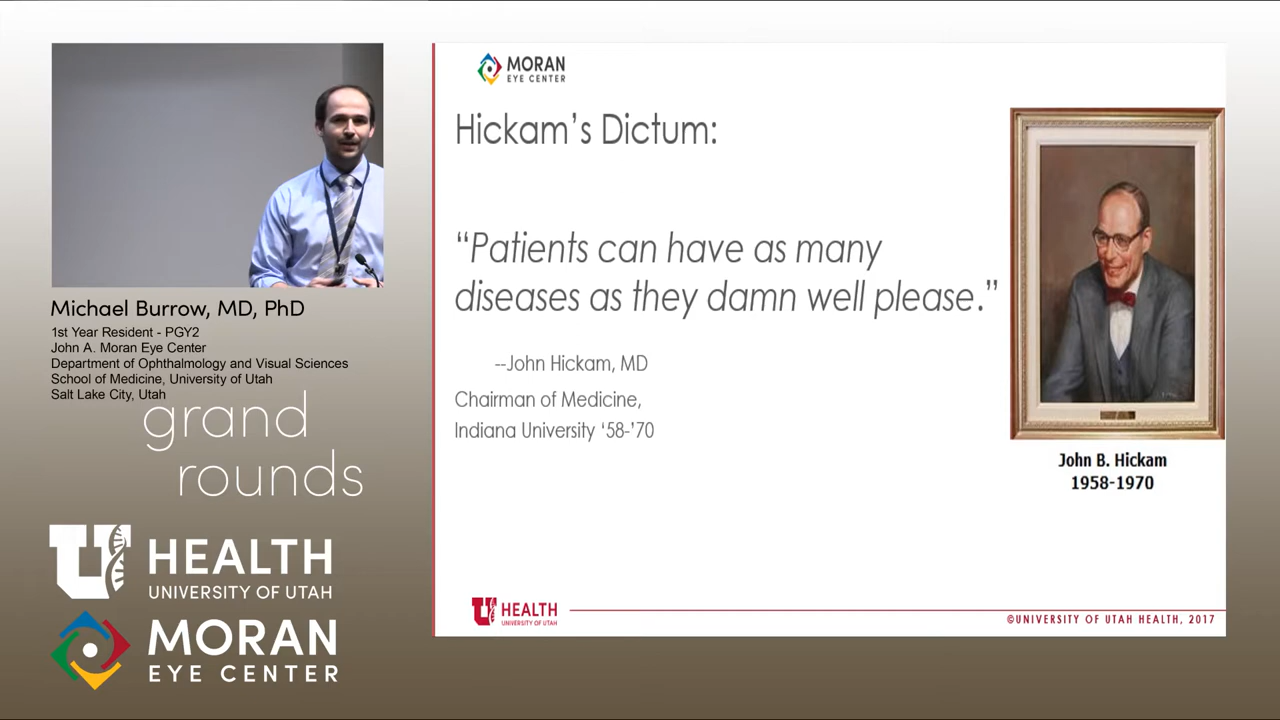 Michael Burrow, MD, PhD
1st Year Resident - PGY2
John A. Moran Eye Center
Department of Ophthalmology and Visual Sciences
School of Medicine, University of Utah
Salt Lake City, Utah
grand
rounds
U HEALTH
UNIVERSITY OF UTAH
MORAN
EYE CENTER
MORAN
EYE CENTER
Hickam’s Dictum:
“Patients can have as many
diseases as they damn well please.”
--John Hickam, MD
Chairman of Medicine,
Indiana University ‘58-’70
John B. Hickam
1958-1970
U HEALTH
UNIVERSITY OF UTAH
©UNIVERSITY OF UTAH HEALTH, 2017